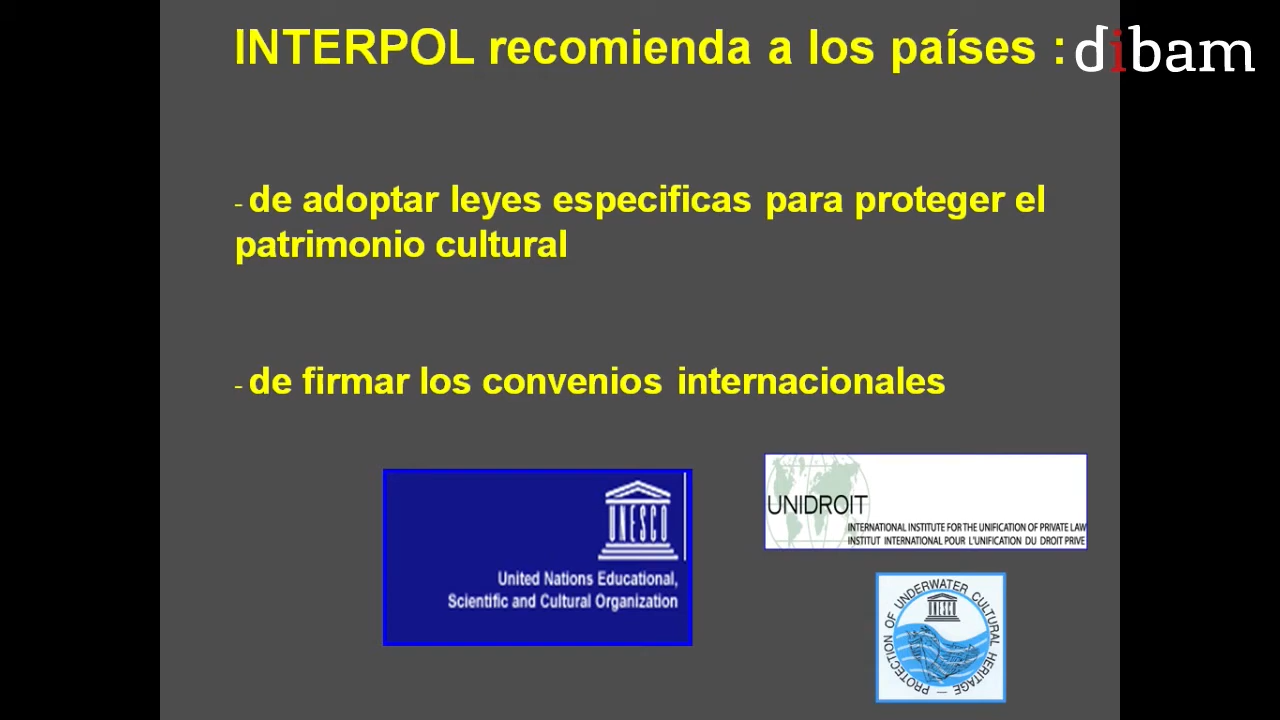 INTERPOL recomienda a los países :
dibam
- de adoptar leyes especificas para proteger el
patrimonio cultural
- de firmar los convenios internacionales
UNESCO
United Nations Educational,
Scientific and Cultural Organization
UNIDROIT
INTERNATIONAL INSTITUTE FOR THE UNIFICATION OF PRIVATE LAW
INSTITUT INTERNATIONAL POUR L'UNIFICATION DU DROIT PRIVE
PROTECTION OF UNDERWATER CULTURAL HERITAGE –
UNESCO